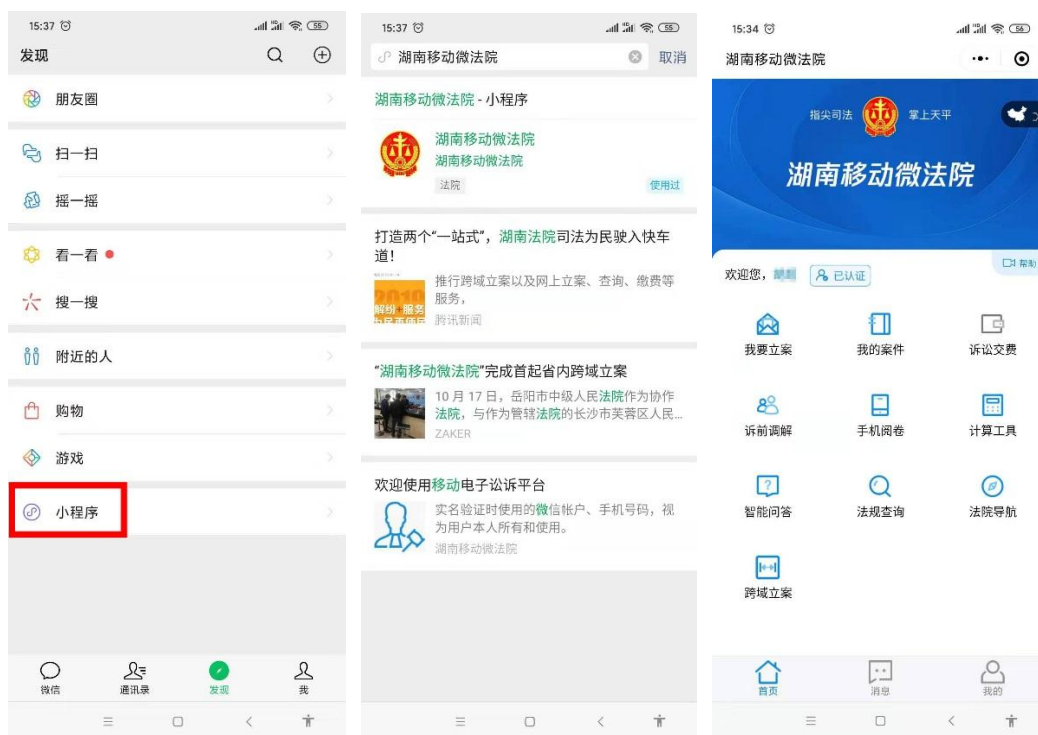 15:37
55
发现
朋友圈
扫一扫
摇一摇
看一看
搜一搜
附近的人
购物
游戏
小程序
微信
通讯录
发现
我
15:37
55
湖南移动微法院
取消
湖南移动微法院 - 小程序
湖南移动微法院
湖南移动微法院
法院
使用过
打造两个“一站式”，湖南法院司法为民驶入快车
道！
推行跨域立案以及网上立案、查询、缴费等
服务，
腾讯新闻
“湖南移动微法院”完成首起省内跨域立案
10 月 17 日，岳阳市中级人民法院作为协作
法院，与作为管辖法院的长沙市芙蓉区人民...
ZAKER
欢迎使用移动电子讼诉平台
实名验证时使用的微信帐户、手机号码，视
为用户本人所有和使用。
湖南移动微法院
15:34
56
湖南移动微法院
指尖司法
掌上天平
湖南移动微法院
欢迎您，
已认证
帮助
我要立案
我的案件
诉讼交费
诉前调解
手机阅卷
计算工具
智能问答
法规查询
法院导航
跨域立案
首页
消息
我的